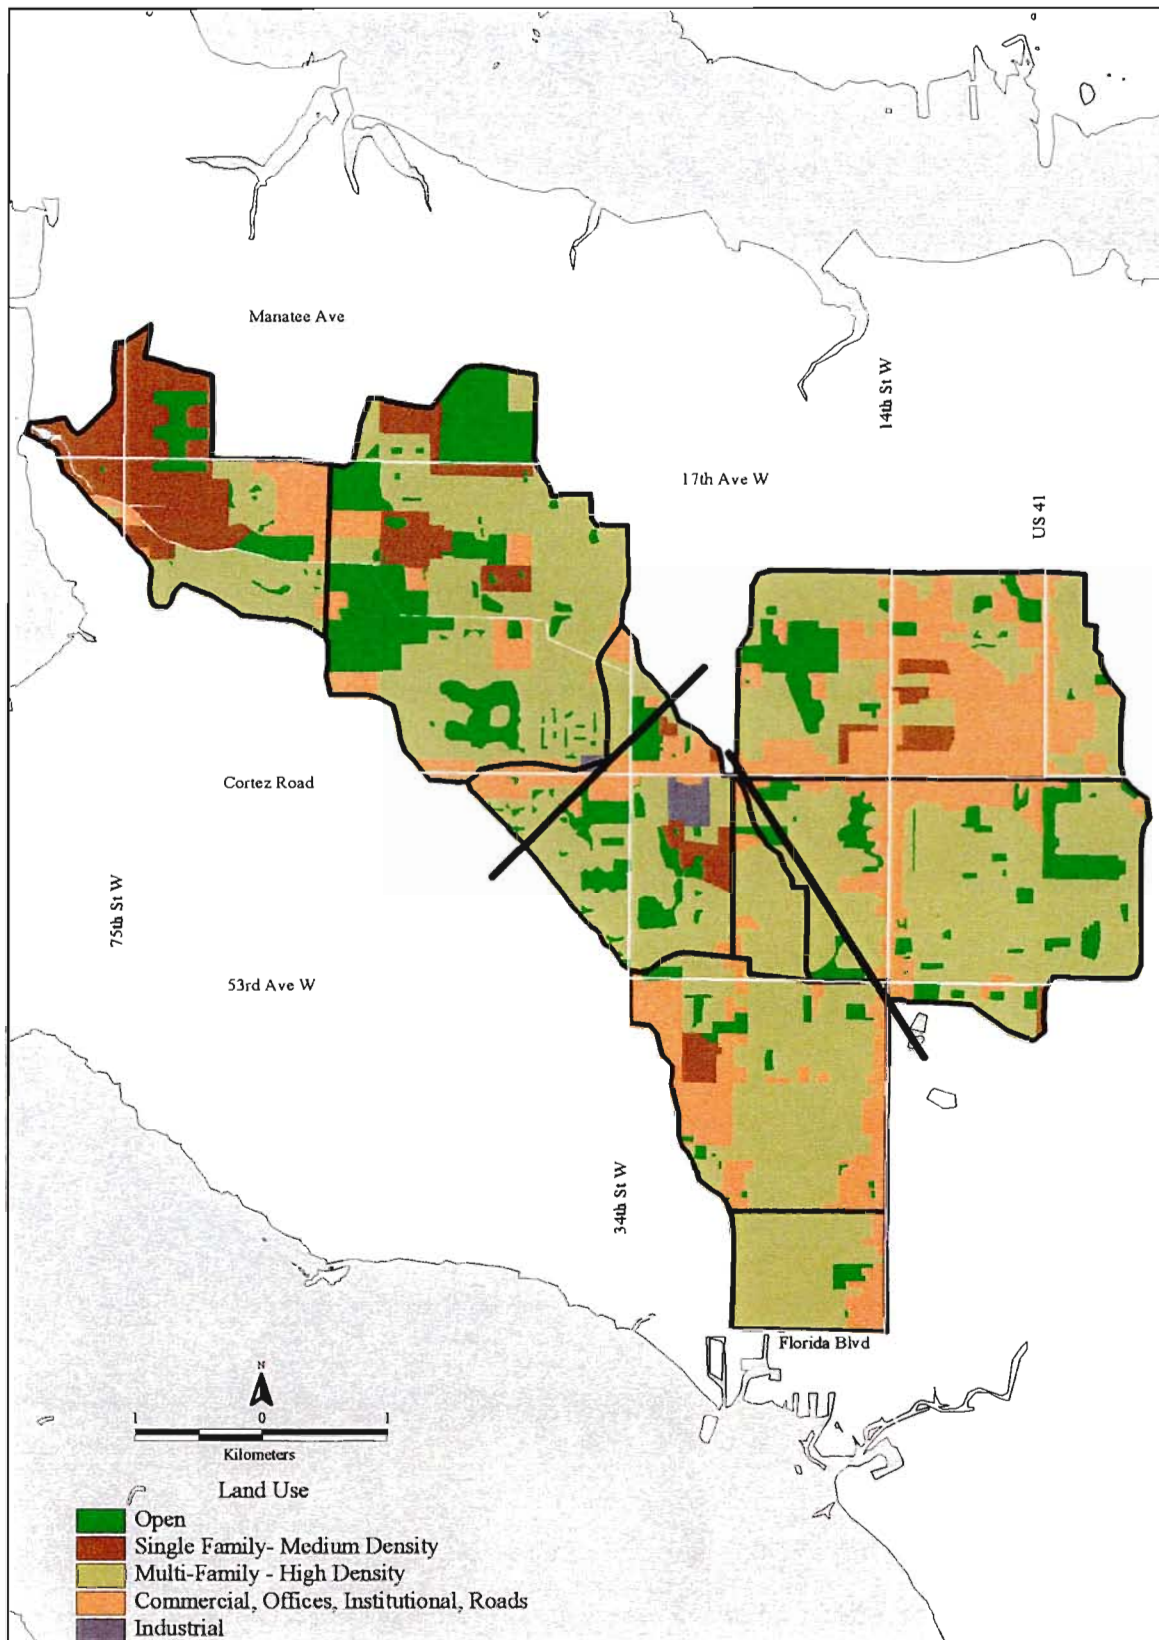 Manatee Ave
14th St W
17th Ave W
US 41
Cortez Road
75th St W
53rd Ave W
34th St W
Florida Blvd
N
1 0 1
Kilometers
Land Use
Open
Single Family- Medium Density
Multi-Family - High Density
Commercial, Offices, Institutional, Roads
Industrial